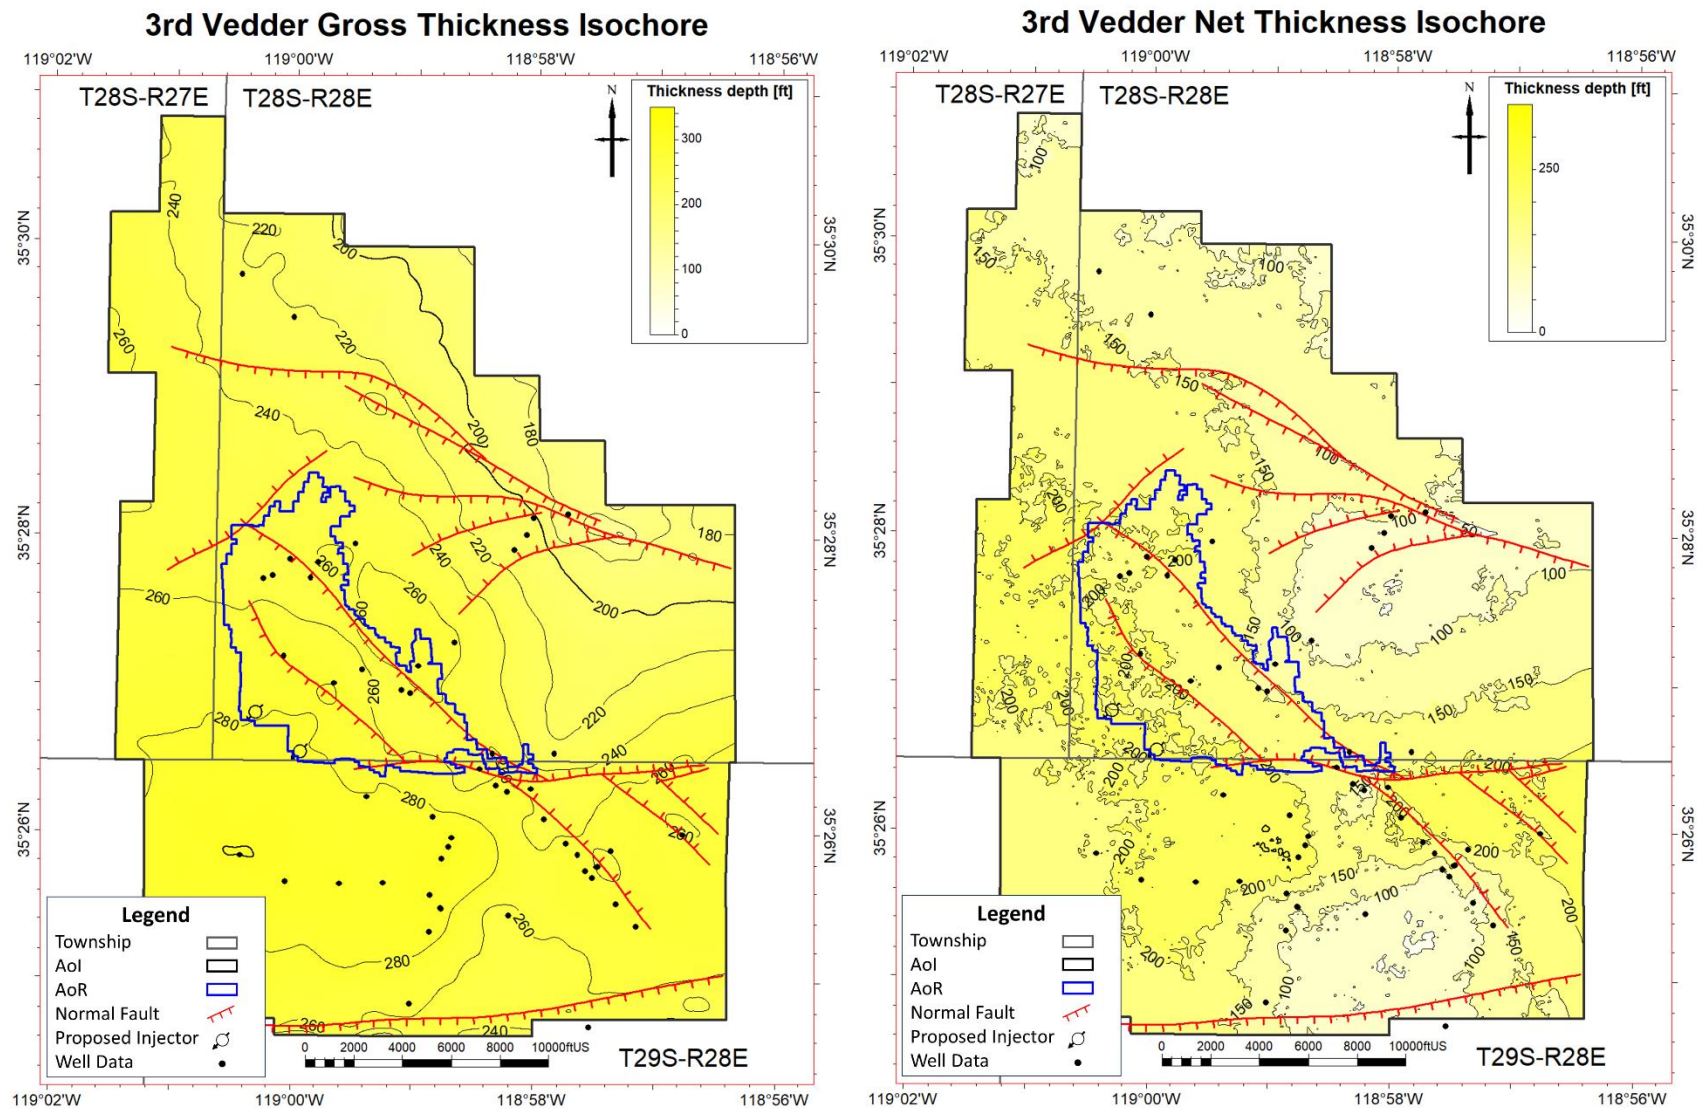 3rd Vedder Gross Thickness Isochore
119°02'W 119°00'W 118°58'W 118°56'W
T28S-R27E T28S-R28E
N
Thickness depth [ft]
300
200
100
0
35°30'N
35°30'N
35°28'N
35°28'N
35°26'N
35°26'N
240
220
200
260
220
240
200
180
180
260
240
220
260
260
200
260
280
220
240
260
280
280
260
280
260
240
Legend
Township
AoI
AoR
Normal Fault
Proposed Injector
Well Data
0 2000 4000 6000 8000 10000ftUS
T29S-R28E
119°02'W 119°00'W 118°58'W 118°56'W
3rd Vedder Net Thickness Isochore
119°02'W 119°00'W 118°58'W 118°56'W
T28S-R27E T28S-R28E
N
Thickness depth [ft]
250
0
35°30'N
35°30'N
35°28'N
35°28'N
35°26'N
35°26'N
100
150
100
150
150
100
150
200
100
50
200
100
200
150
100
100
200
200
200
200
150
150
200
200
200
200
150
200
200
200
150
200
100
200
200
150
100
100
150
Legend
Township
AoI
AoR
Normal Fault
Proposed Injector
Well Data
0 2000 4000 6000 8000 10000ftUS
T29S-R28E
119°02'W 119°00'W 118°58'W 118°56'W